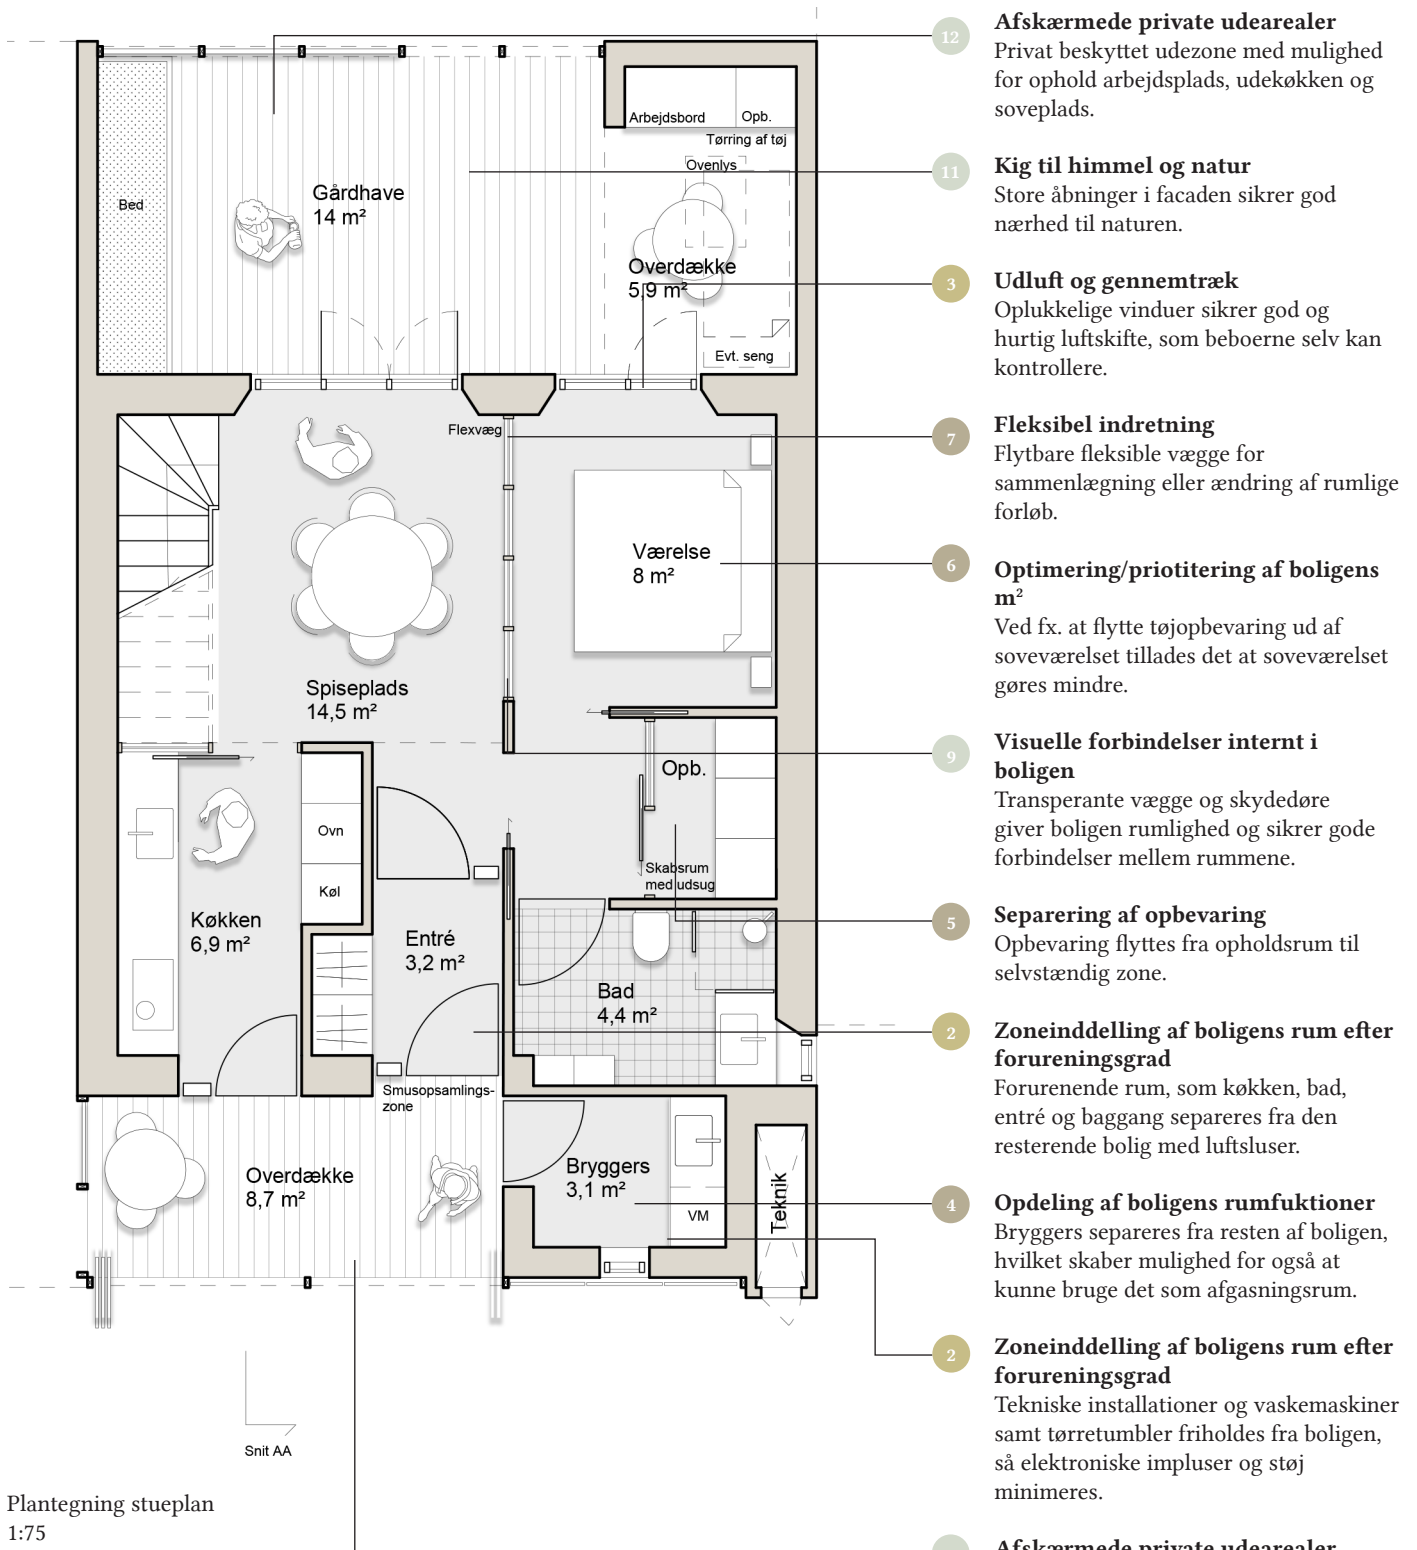 12
Afskærmede private udearealer
Privat beskyttet udezone med mulighed
for ophold arbejdsplads, udekøkken og
soveplads.
11
Kig til himmel og natur
Store åbninger i facaden sikrer god
nærhed til naturen.
3
Udluft og gennemtræk
Oplukkelige vinduer sikrer god og
hurtig luftskifte, som beboerne selv kan
kontrollere.
7
Fleksibel indretning
Flytbare fleksible vægge for
sammenlægning eller ændring af rumlige
forløb.
6
Optimering/priotitering af boligens
m²
Ved fx. at flytte tøjopbevaring ud af
soveværelset tillades det at soveværelset
gøres mindre.
9
Visuelle forbindelser internt i
boligen
Transperante vægge og skydedøre
giver boligen rumlighed og sikrer gode
forbindelser mellem rummene.
5
Separering af opbevaring
Opbevaring flyttes fra opholdsrum til
selvstændig zone.
2
Zoneinddelling af boligens rum efter
forureningsgrad
Forurenende rum, som køkken, bad,
entré og baggang separeres fra den
resterende bolig med luftsluser.
4
Opdeling af boligens rumfuktioner
Bryggers separeres fra resten af boligen,
hvilket skaber mulighed for også at
kunne bruge det som afgasningsrum.
2
Zoneinddelling af boligens rum efter
forureningsgrad
Tekniske installationer og vaskemaskiner
samt tørretumbler friholdes fra boligen,
så elektroniske impluser og støj
minimeres.
Afskærmede private udearealer
Arbejdsbord
Opb.
Tørring af tøj
Ovenlys
Bed
Gårdhave
14 m²
Overdække
5,9 m²
Evt. seng
Flexvæg
Værelse
8 m²
Spiseplads
14,5 m²
Opb.
Ovn
Køl
Skabsrum
med udsug
Køkken
6,9 m²
Entré
3,2 m²
Bad
4,4 m²
Smusopsamlings-
zone
Overdække
8,7 m²
Bryggers
3,1 m²
VM
Teknik
Snit AA
Plantegning stueplan
1:75